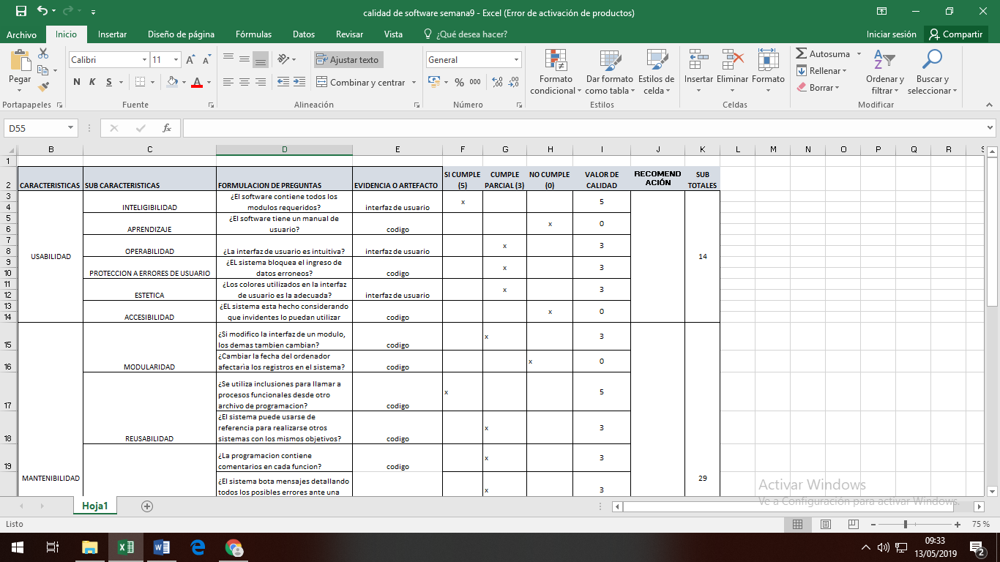 calidad de software semana9 - Excel (Error de activación de productos)
Archivo Inicio Insertar Diseño de página Fórmulas Datos Revisar Vista ¿Qué desea hacer? Iniciar sesión Compartir
Pegar
Calibri 11
N K S
A
Ajustar texto
Combinar y centrar
General
% 000
Formato condicional
Dar formato como tabla
Estilos de celda
Insertar Eliminar Formato
Autosuma
Rellenar
Borrar
Ordenar y filtrar
Buscar y seleccionar
Portapapeles Fuente Alineación Número Estilos Celdas Modificar
D55 fx
B C D E F G H I J K L M N O P Q R S
1
2 CARACTERISTICAS SUB CARACTERISTICAS FORMULACION DE PREGUNTAS EVIDENCIA O ARTEFACTO SI CUMPLE (5) CUMPLE PARCIAL (3) NO CUMPLE (0) VALOR DE CALIDAD RECOMENDACIÓN SUB TOTALES
3
4 INTELIGIBILIDAD ¿El software contiene todos los modulos requeridos? interfaz de usuario x 5
5
6 APRENDIZAJE ¿El software tiene un manual de usuario? codigo x 0
7
8 OPERABILIDAD ¿La interfaz de usuario es intuitiva? interfaz de usuario x 3
USABILIDAD 14
9
10 PROTECCION A ERRORES DE USUARIO ¿EL sistema bloquea el ingreso de datos erroneos? codigo x 3
11
12 ESTETICA ¿Los colores utilizados en la interfaz de usuario es la adecuada? interfaz de usuario x 3
13
14 ACCESIBILIDAD ¿EL sistema esta hecho considerando que invidentes lo puedan utilizar codigo x 0
15 ¿Si modifico la interfaz de un modulo, los demas tambien cambian? codigo x 3
16 MODULARIDAD ¿Cambiar la fecha del ordenador afectarìa los registros en el sistema? codigo x 0
17 ¿Se utiliza inclusiones para llamar a procesos funcionales desde otro archivo de programacion? codigo x 5
18 REUSABILIDAD ¿El sistema puede usarse de referencia para realizarse otros sistemas con los mismos objetivos? codigo x 3
19 ¿La programacion contiene comentarios en cada funcion? codigo x 3
MANTENIBILIDAD 29
¿El sistema bota mensajes detallando todos los posibles errores ante una x 3
Activar Windows
Ve a Configuración para activar Windows.
Hoja1
Listo 75 %
09:33
13/05/2019
2